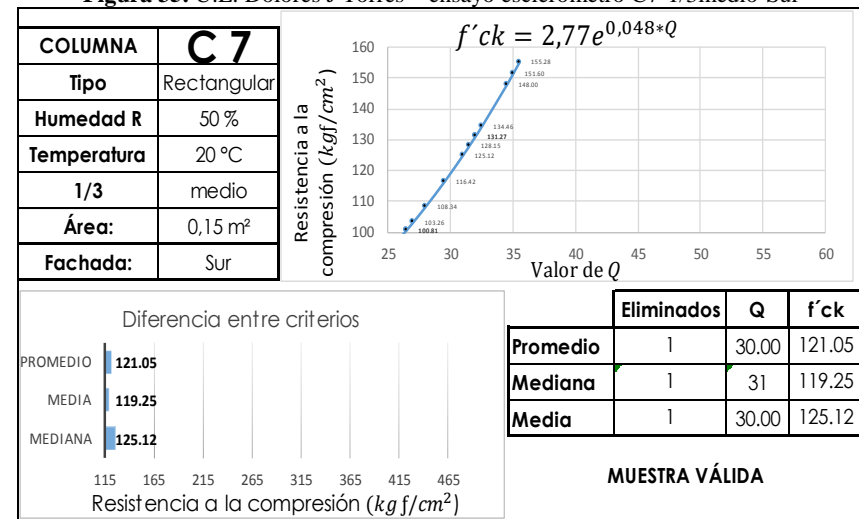 Figura 35. C.E. Dolores J Torres – ensayo esclerómetro C7 1/3medio-Sur
COLUMNA C 7
Tipo Rectangular
Humedad R 50 %
Temperatura 20 °C
1/3 medio
Área: 0,15 m²
Fachada: Sur
f´ck = 2,77e^0,048*Q
Resistencia a la
compresión (kgf/cm²)
160
150
140
130
120
110
100
155.28
151.60
148.00
134.46
131.27
128.15
125.12
116.42
108.34
103.26
100.81
25 30 35 40 45 50 55 60
Valor de Q
Diferencia entre criterios
PROMEDIO 121.05
MEDIA 119.25
MEDIANA 125.12
115 165 215 265 315 365 415 465
Resistencia a la compresión (kg f/cm²)
Eliminados Q f´ck
Promedio 1 30.00 121.05
Mediana 1 31 119.25
Media 1 30.00 125.12
MUESTRA VÁLIDA